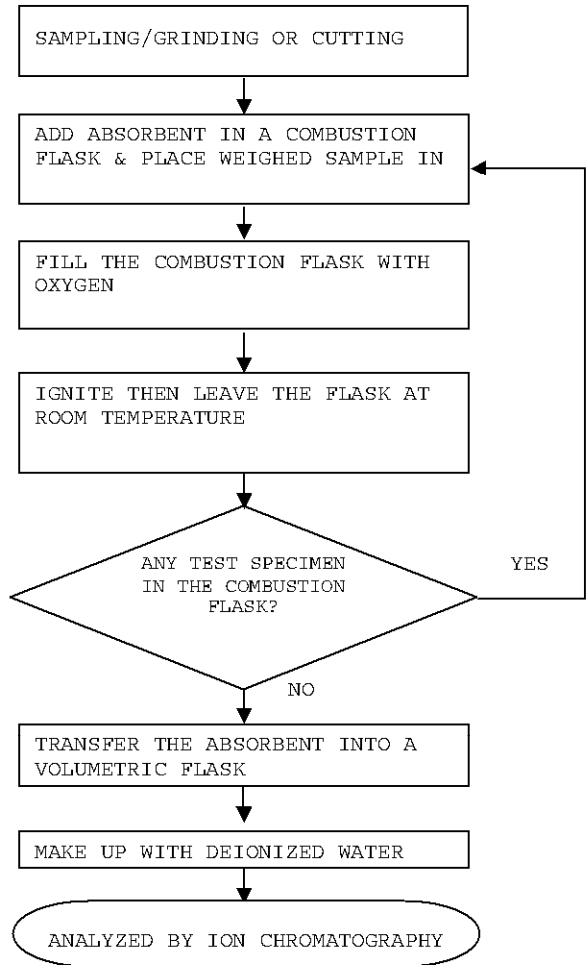 SAMPLING/GRINDING OR CUTTING
ADD ABSORBENT IN A COMBUSTION
FLASK & PLACE WEIGHED SAMPLE IN
FILL THE COMBUSTION FLASK WITH
OXYGEN
IGNITE THEN LEAVE THE FLASK AT
ROOM TEMPERATURE
ANY TEST SPECIMEN
IN THE COMBUSTION
FLASK?
YES
NO
TRANSFER THE ABSORBENT INTO A
VOLUMETRIC FLASK
MAKE UP WITH DEIONIZED WATER
ANALYZED BY ION CHROMATOGRAPHY